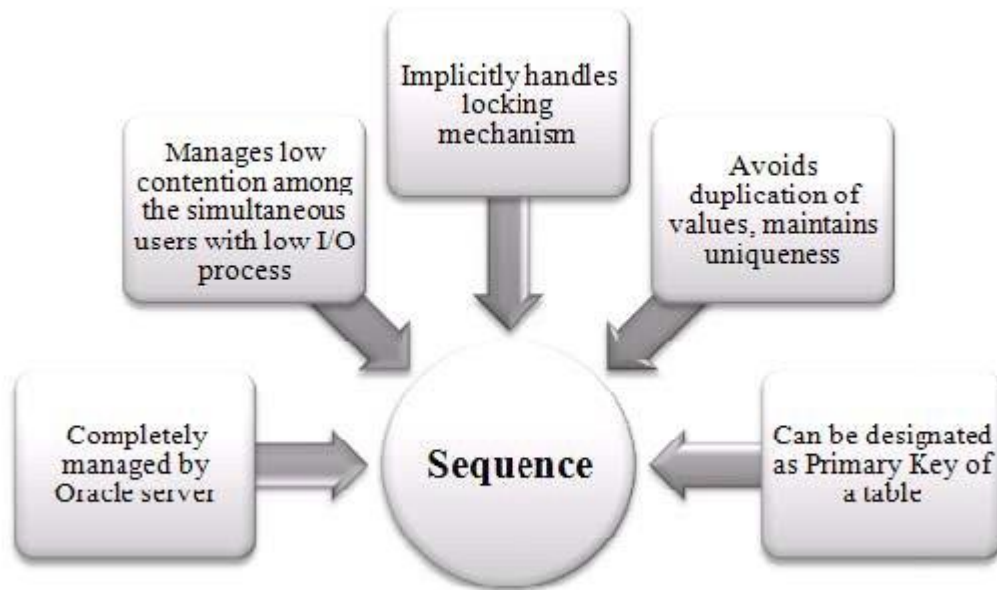 Implicitly handles
locking
mechanism
Manages low
contention among
the simultaneous
users with low I/O
process
Avoids
duplication of
values, maintains
uniqueness
Completely
managed by
Oracle server
Sequence
Can be designated
as Primary Key of
a table